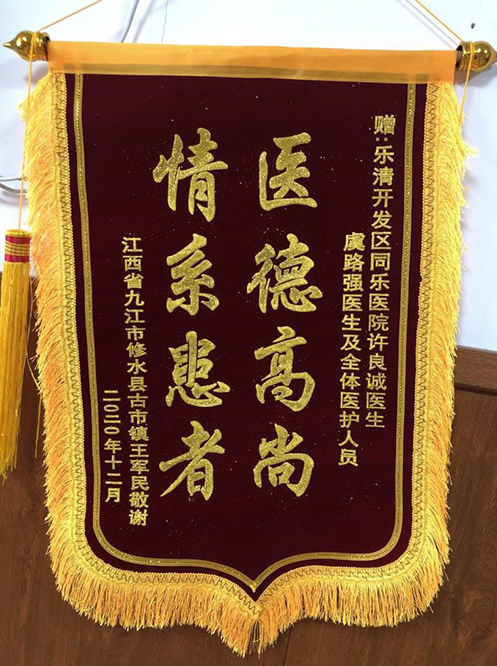 赠:乐清开发区同乐医院许良诚医生
虞路强医生及全体医护人员
医德高尚
情系患者
江西省九江市修水县古市镇王军民敬谢
二〇二〇年十二月